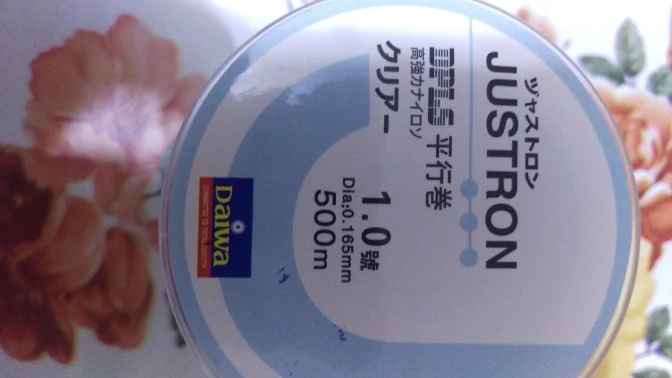 ジャストロン
JUSTRON
DPLS 平行巻
高強力ナイロン
クリアー
1.0號
Dia;0.165mm
500m
Daiwa